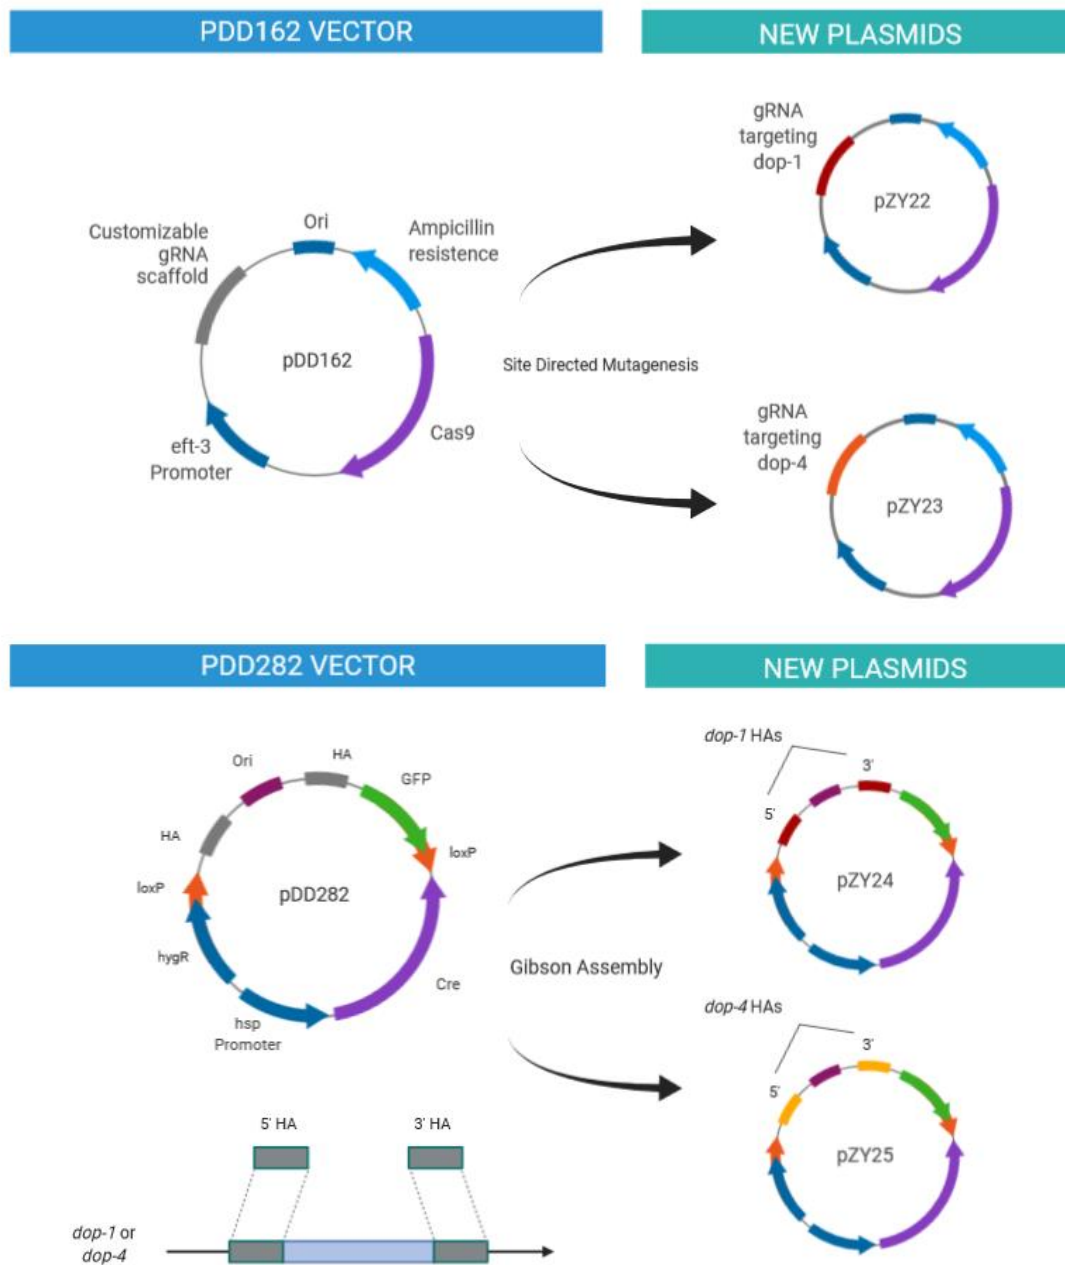 PDD162 VECTOR
NEW PLASMIDS
gRNA
targeting
dop-1
pZY22
Customizable
gRNA
scaffold
Ori
Ampicillin
resistence
pDD162
Site Directed Mutagenesis
Cas9
eft-3
Promoter
gRNA
targeting
dop-4
pZY23
PDD282 VECTOR
NEW PLASMIDS
Ori
HA
GFP
HA
loxP
loxP
pDD282
hygR
Cre
hsp
Promoter
Gibson Assembly
dop-1 HAs
3'
5'
pZY24
dop-4 HAs
3'
5'
pZY25
5' HA
3' HA
dop-1 or
dop-4